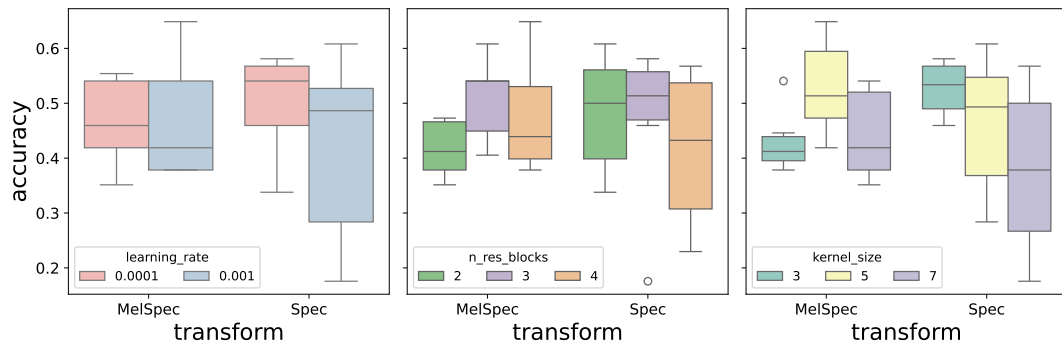 accuracy
0.6
0.5
0.4
0.3
0.2
learning_rate
0.0001 0.001
MelSpec Spec
transform
n_res_blocks
2 3 4
MelSpec Spec
transform
kernel_size
3 5 7
MelSpec Spec
transform